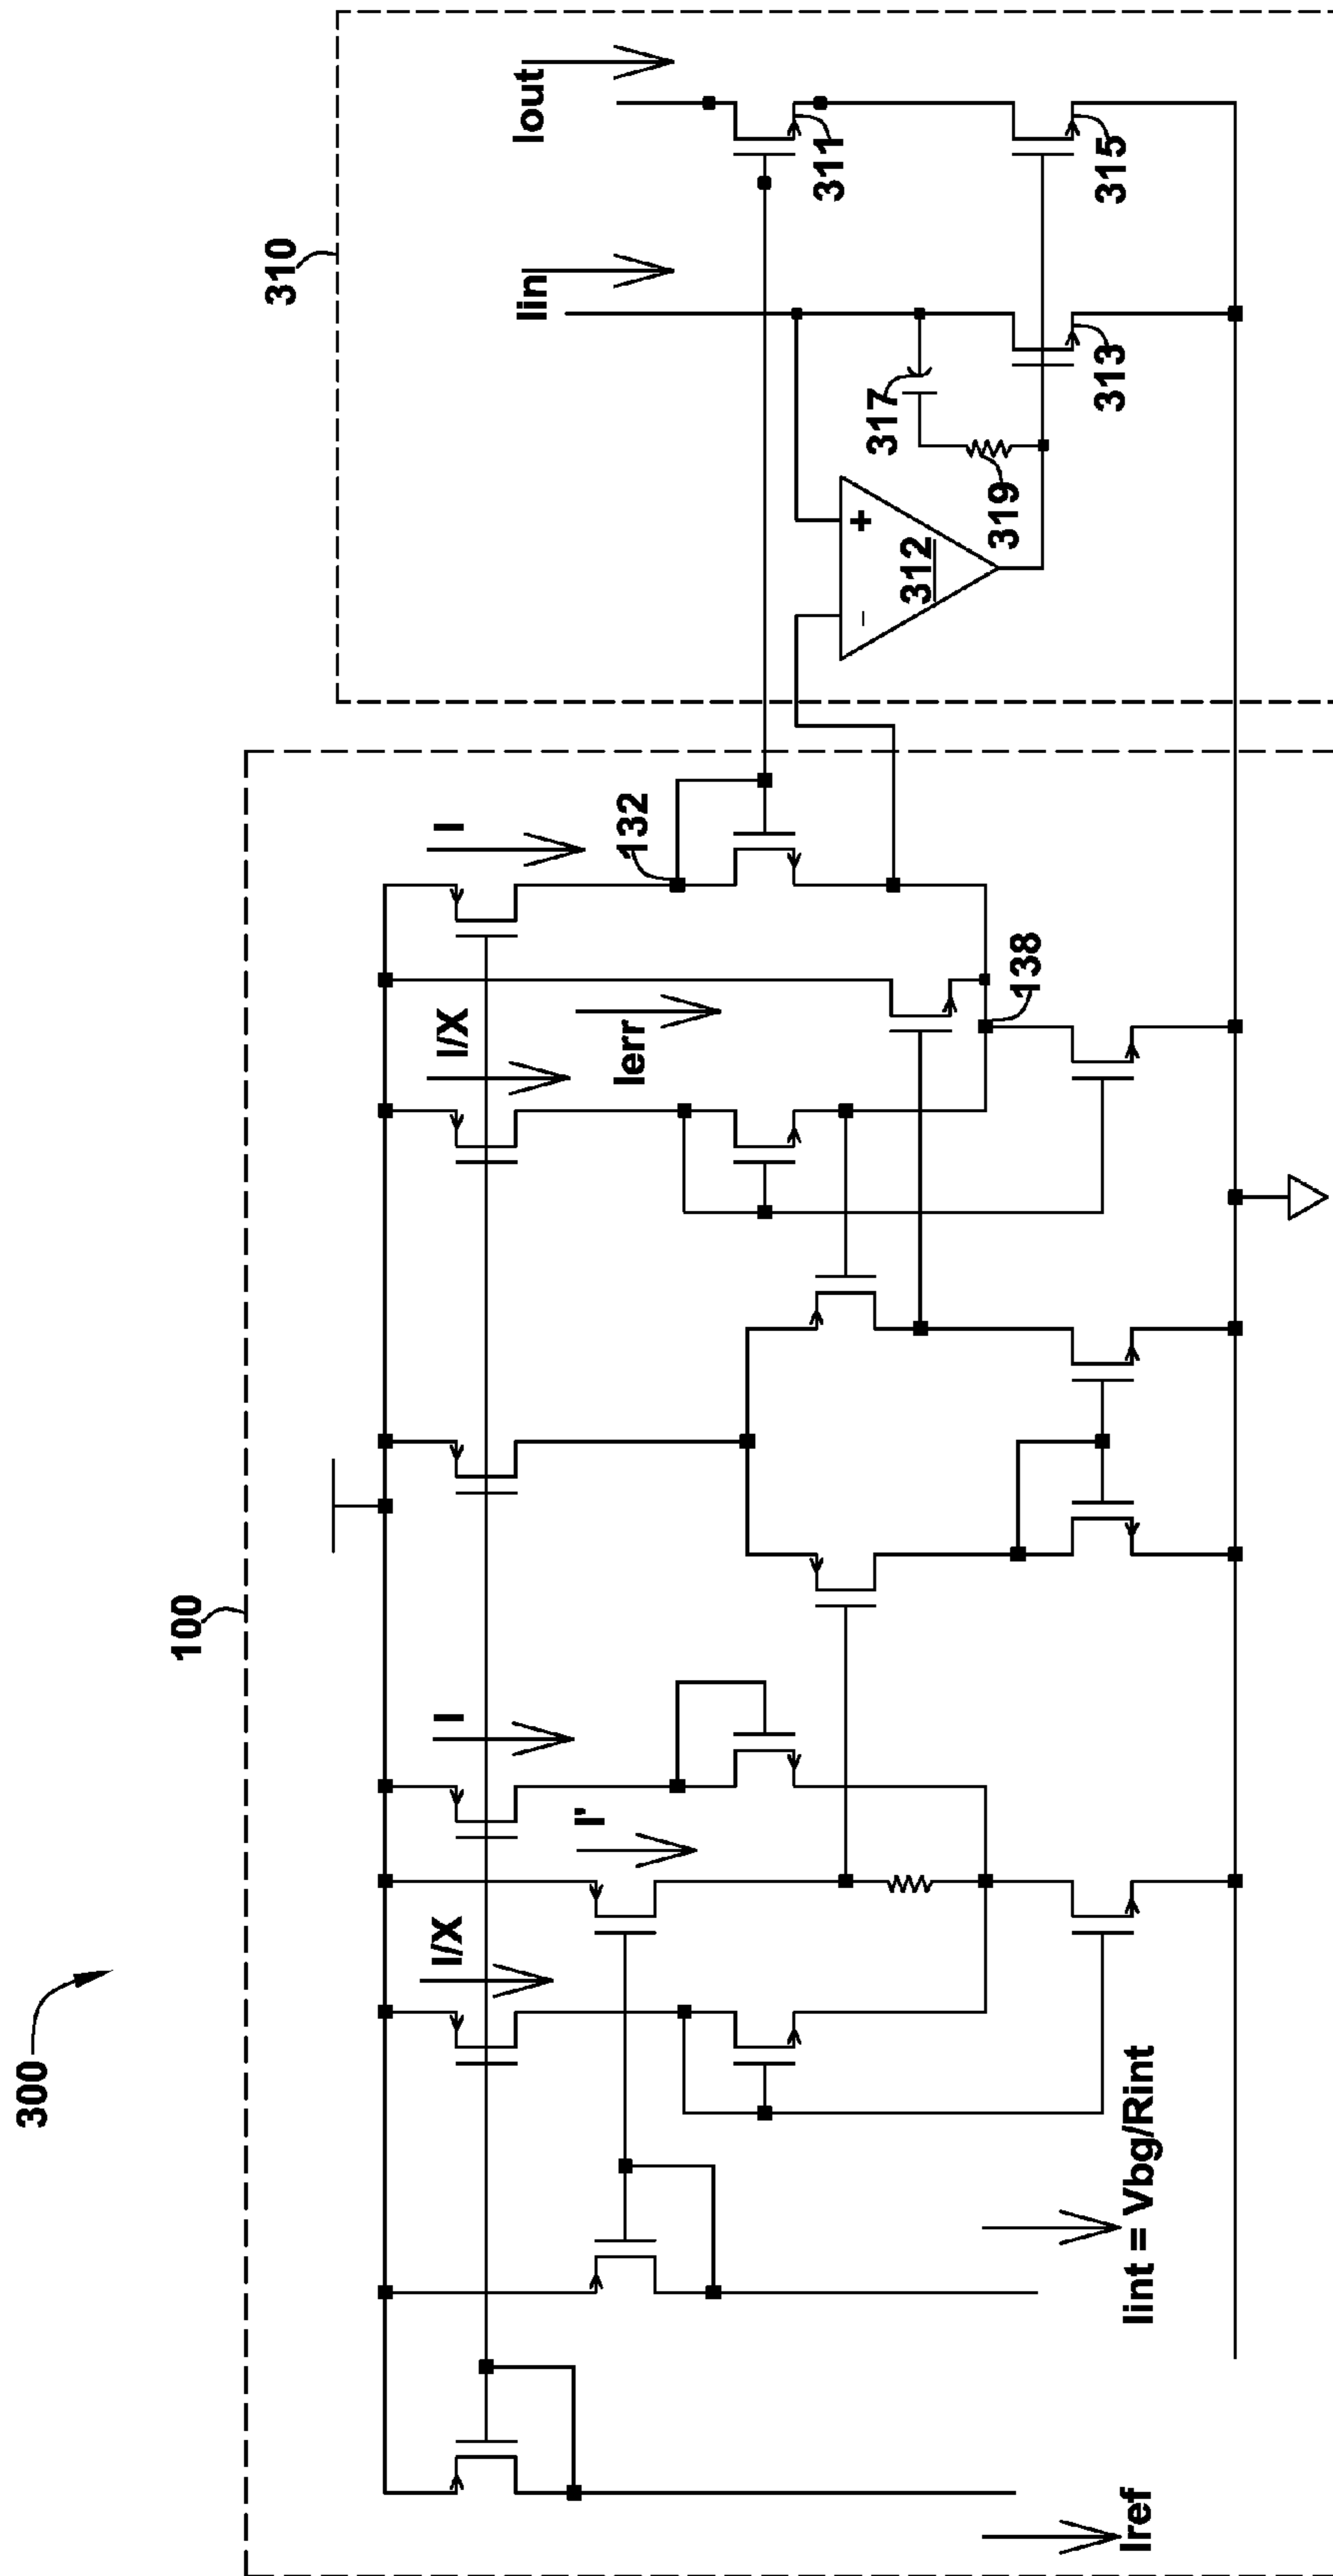 300
100
310
Iref
Iint = Vbg/Rint
I/X
I'
I
I/X
Ierr
I
132
138
Iin
Iout
311
+
-
312
317
319
313
315